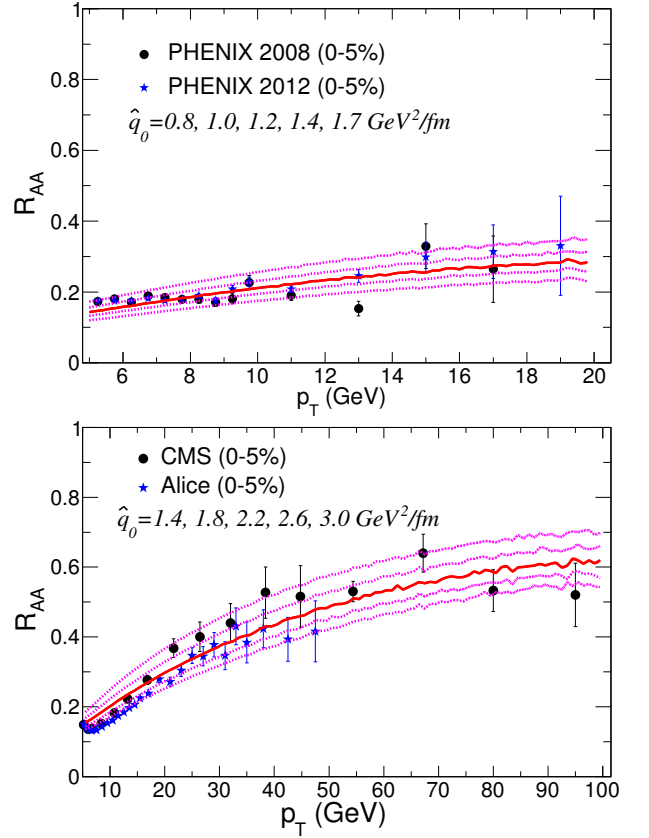 1
PHENIX 2008 (0-5%)
PHENIX 2012 (0-5%)
q̂₀=0.8, 1.0, 1.2, 1.4, 1.7 GeV²/fm
0.8
0.6
R_AA
0.4
0.2
0
6 8 10 12 14 16 18 20
p_T (GeV)
1
CMS (0-5%)
Alice (0-5%)
q̂₀=1.4, 1.8, 2.2, 2.6, 3.0 GeV²/fm
0.8
0.6
R_AA
0.4
0.2
0
10 20 30 40 50 60 70 80 90 100
p_T (GeV)